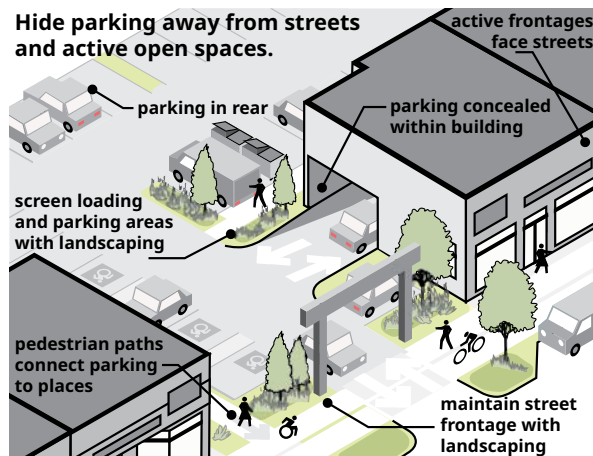 Hide parking away from streets
and active open spaces.
active frontages
face streets
parking in rear
parking concealed
within building
screen loading
and parking areas
with landscaping
pedestrian paths
connect parking
to places
maintain street
frontage with
landscaping